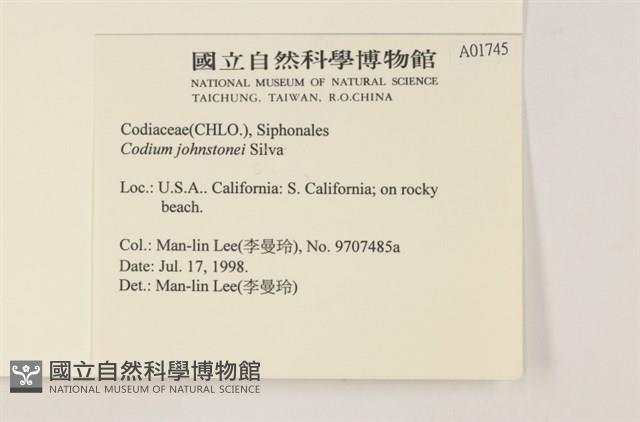 國立自然科學博物館
A01745
NATIONAL MUSEUM OF NATURAL SCIENCE
TAICHUNG, TAIWAN, R.O.CHINA
Codiaceae(CHLO.), Siphonales
Codium johnstonei Silva
Loc.: U.S.A.. California: S. California; on rocky
beach.
Col.: Man-lin Lee(李曼玲), No. 9707485a
Date: Jul. 17, 1998.
Det.: Man-lin Lee(李曼玲)
國立自然科學博物館
NATIONAL MUSEUM OF NATURAL SCIENCE